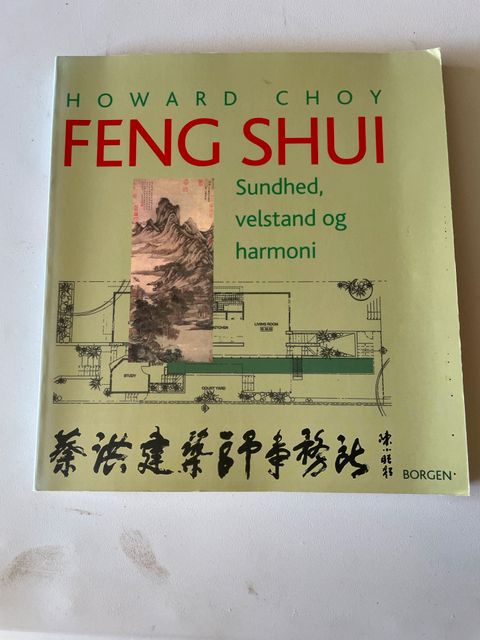 HOWARD CHOY
FENG SHUI
Sundhed,
velstand og
harmoni
KITCHEN
LIVING ROOM
STUDY
COURT YARD
蔡洪建築師事務所
BORGEN